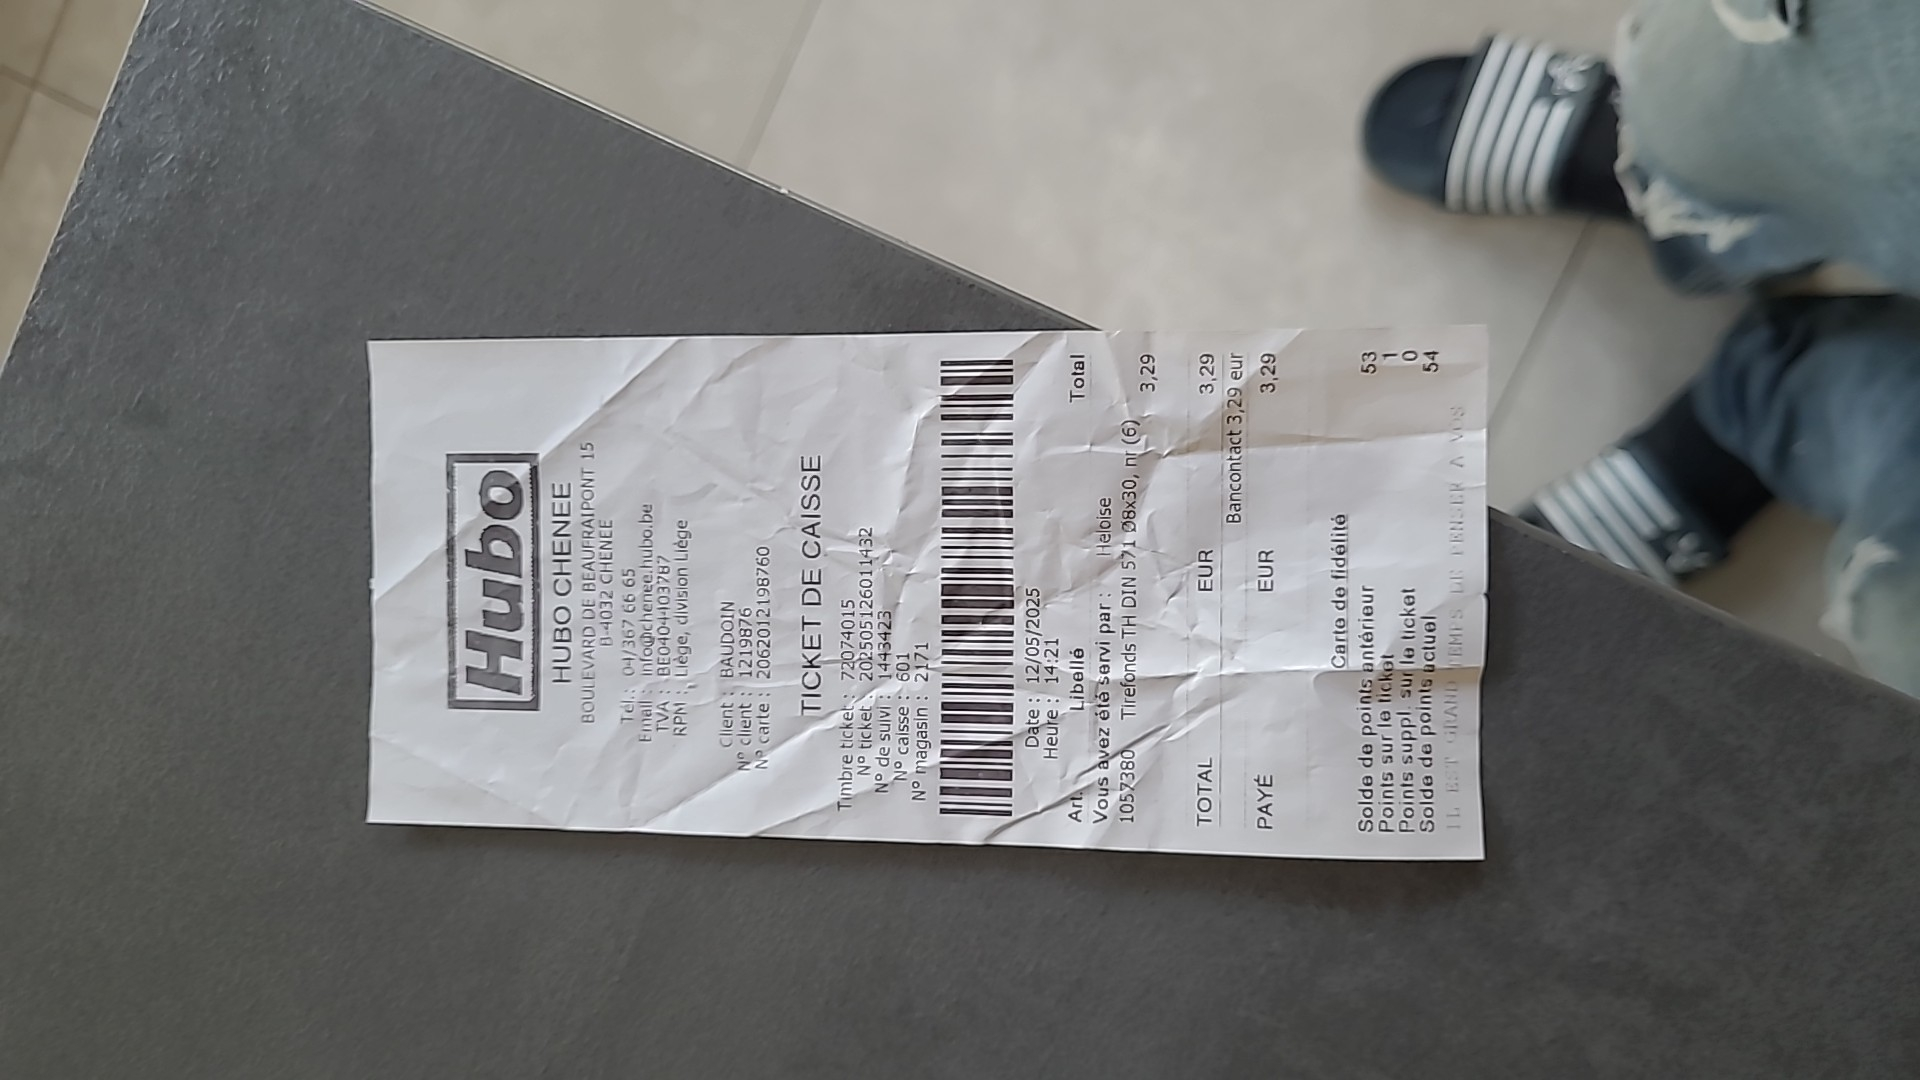 Hubo
HUBO CHENEE
BOULEVARD DE BEAUFRAIPONT 15
B-4032 CHENEE
Tél.: 04/367 66 65
Email: info@chenee.hubo.be
TVA : BE0404403787
RPM : Liège, division Liège
Client : BAUDOIN
N° client : 1219876
N° carte : 2062012198760
TICKET DE CAISSE
Timbre ticket : 72074015
N° ticket : 202505126011432
N° de suivi : 1443423
N° caisse : 601
N° magasin : 2171
Date : 12/05/2025
Heure : 14:21
Art. Libellé Total
Vous avez été servi par : Heloise
1057380 Tirefonds TH DIN 571 Ø8x30, nr (6)
3,29
TOTAL EUR 3,29
Bancontact 3,29 eur
PAYÉ EUR 3,29
Carte de fidélité
Solde de points antérieur 53
Points sur le ticket 1
Points suppl. sur le ticket 0
Solde de points actuel 54
IL EST GRAND TEMPS DE PENSER A VOS